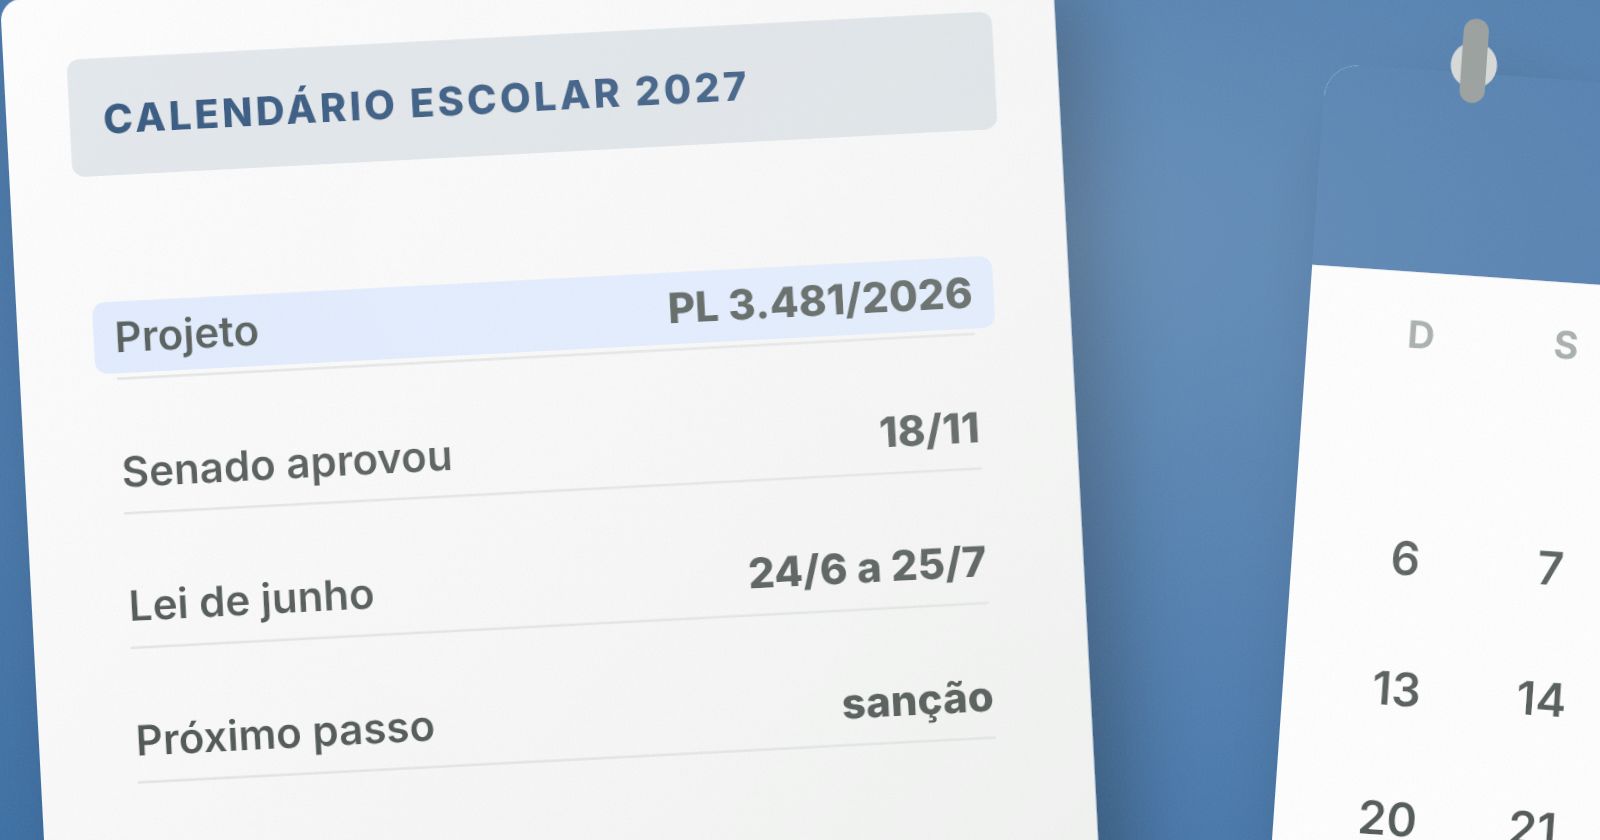 CALENDÁRIO ESCOLAR 2027
Projeto PL 3.481/2026
Senado aprovou 18/11
Lei de junho 24/6 a 25/7
Próximo passo sanção
D S
6 7
13 14
20 21